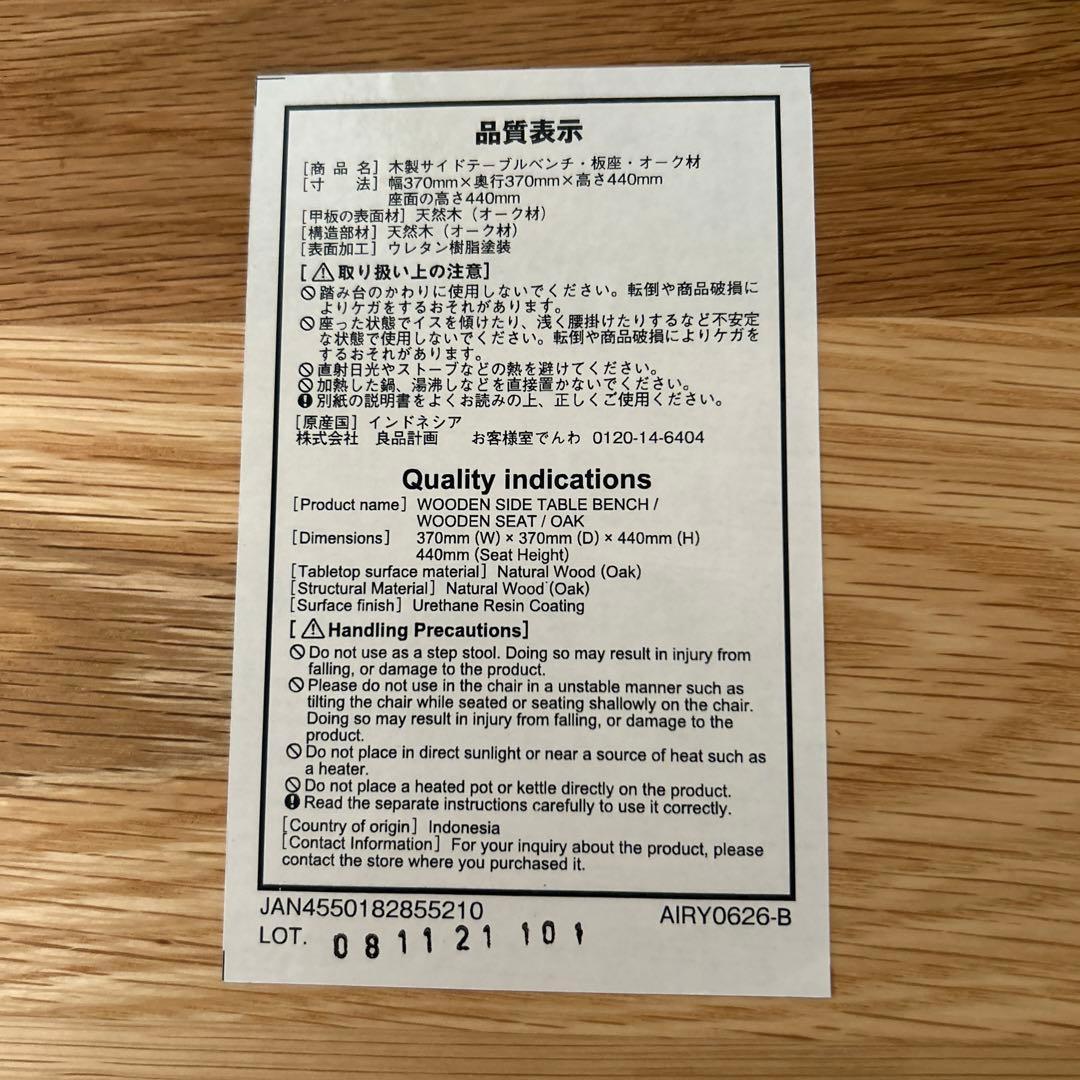 品質表示
[商品名] 木製サイドテーブルベンチ・板座・オーク材
[寸 法] 幅370mm×奥行370mm×高さ440mm
座面の高さ440mm
[甲板の表面材] 天然木（オーク材）
[構造部材] 天然木（オーク材）
[表面加工] ウレタン樹脂塗装
[⚠取り扱い上の注意]
🚫踏み台のかわりに使用しないでください。転倒や商品破損に
よりケガをするおそれがあります。
🚫座った状態でイスを傾けたり、浅く腰掛けたりするなど不安定
な状態で使用しないでください。転倒や商品破損によりケガを
するおそれがあります。
🚫直射日光やストーブなどの熱を避けてください。
🚫加熱した鍋、湯沸しなどを直接置かないでください。
❗別紙の説明書をよくお読みの上、正しくご使用ください。
[原産国] インドネシア
株式会社 良品計画 お客様室でんわ 0120-14-6404
Quality indications
[Product name] WOODEN SIDE TABLE BENCH /
WOODEN SEAT / OAK
[Dimensions] 370mm (W) × 370mm (D) × 440mm (H)
440mm (Seat Height)
[Tabletop surface material] Natural Wood (Oak)
[Structural Material] Natural Wood (Oak)
[Surface finish] Urethane Resin Coating
[⚠Handling Precautions]
🚫Do not use as a step stool. Doing so may result in injury from
falling, or damage to the product.
🚫Please do not use in the chair in a unstable manner such as
tilting the chair while seated or seating shallowly on the chair.
Doing so may result in injury from falling, or damage to the
product.
🚫Do not place in direct sunlight or near a source of heat such as
a heater.
🚫Do not place a heated pot or kettle directly on the product.
❗Read the separate instructions carefully to use it correctly.
[Country of origin] Indonesia
[Contact Information] For your inquiry about the product, please
contact the store where you purchased it.
JAN4550182855210 AIRY0626-B
LOT. 081121 101